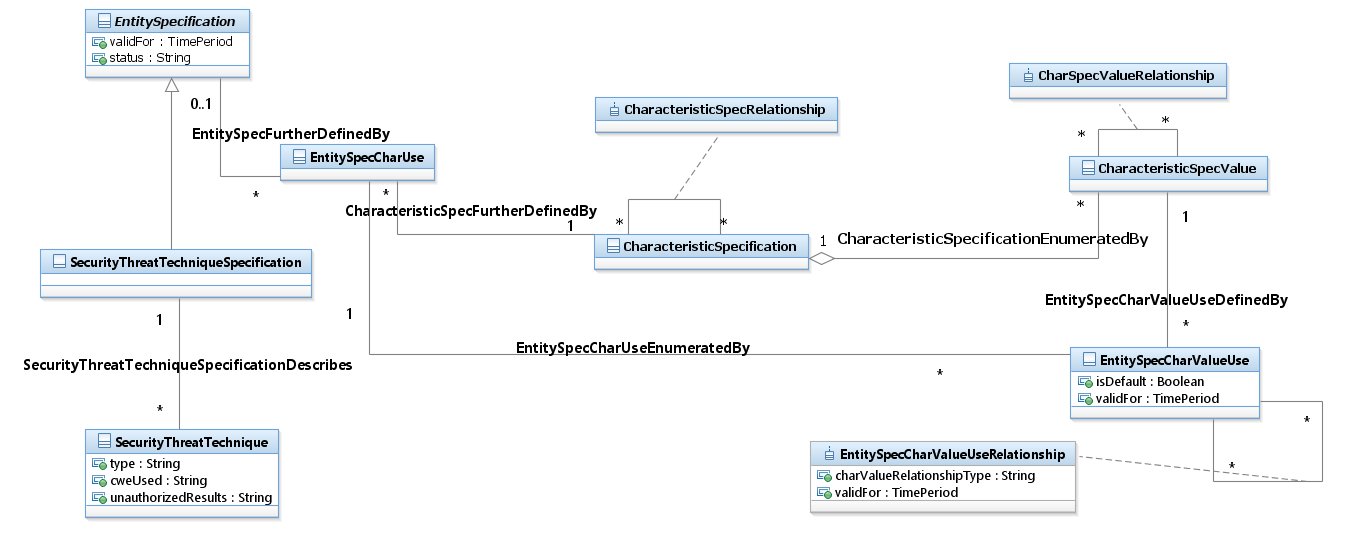 EntitySpecification
validFor : TimePeriod
status : String
0..1
EntitySpecFurtherDefinedBy
*
EntitySpecCharUse
*
CharacteristicSpecFurtherDefinedBy
1
CharacteristicSpecRelationship
*
*
CharacteristicSpecification
1
CharacteristicSpecificationEnumeratedBy
CharSpecValueRelationship
*
*
CharacteristicSpecValue
*
1
EntitySpecCharValueUseDefinedBy
*
SecurityThreatTechniqueSpecification
1
SecurityThreatTechniqueSpecificationDescribes
*
1
EntitySpecCharUseEnumeratedBy
*
EntitySpecCharValueUse
isDefault : Boolean
validFor : TimePeriod
*
*
SecurityThreatTechnique
type : String
cweUsed : String
unauthorizedResults : String
EntitySpecCharValueUseRelationship
charValueRelationshipType : String
validFor : TimePeriod